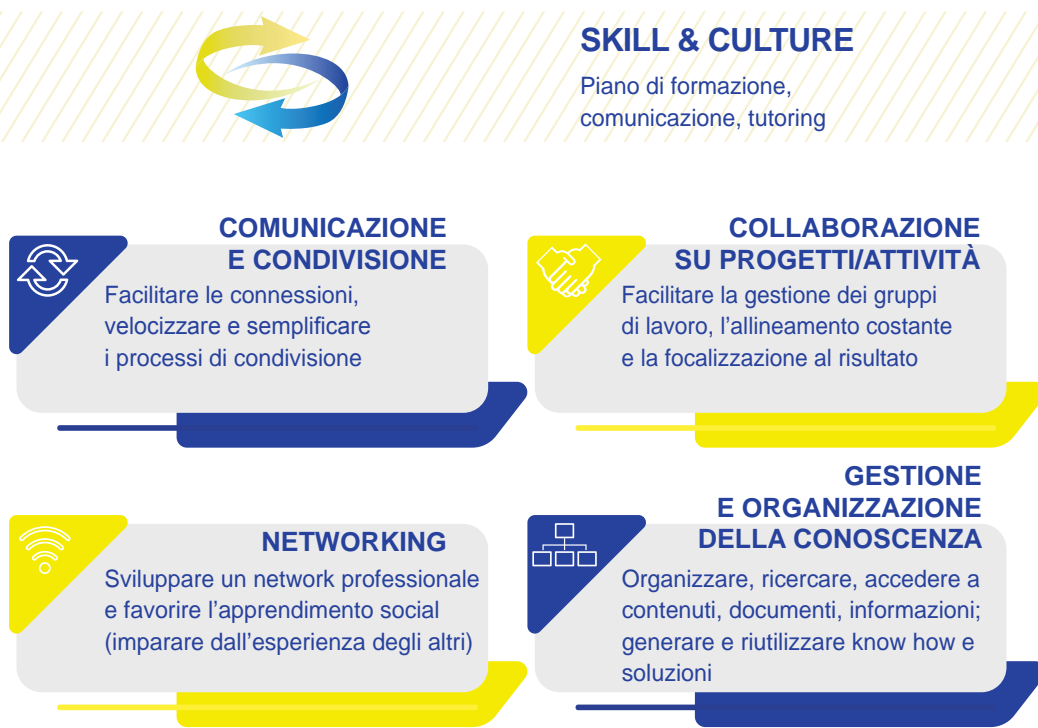 SKILL & CULTURE
Piano di formazione,
comunicazione, tutoring
COMUNICAZIONE
E CONDIVISIONE
Facilitare le connessioni,
velocizzare e semplificare
i processi di condivisione
COLLABORAZIONE
SU PROGETTI/ATTIVITÀ
Facilitare la gestione dei gruppi
di lavoro, l’allineamento costante
e la focalizzazione al risultato
NETWORKING
Sviluppare un network professionale
e favorire l’apprendimento social
(imparare dall’esperienza degli altri)
GESTIONE
E ORGANIZZAZIONE
DELLA CONOSCENZA
Organizzare, ricercare, accedere a
contenuti, documenti, informazioni;
generare e riutilizzare know how e
soluzioni